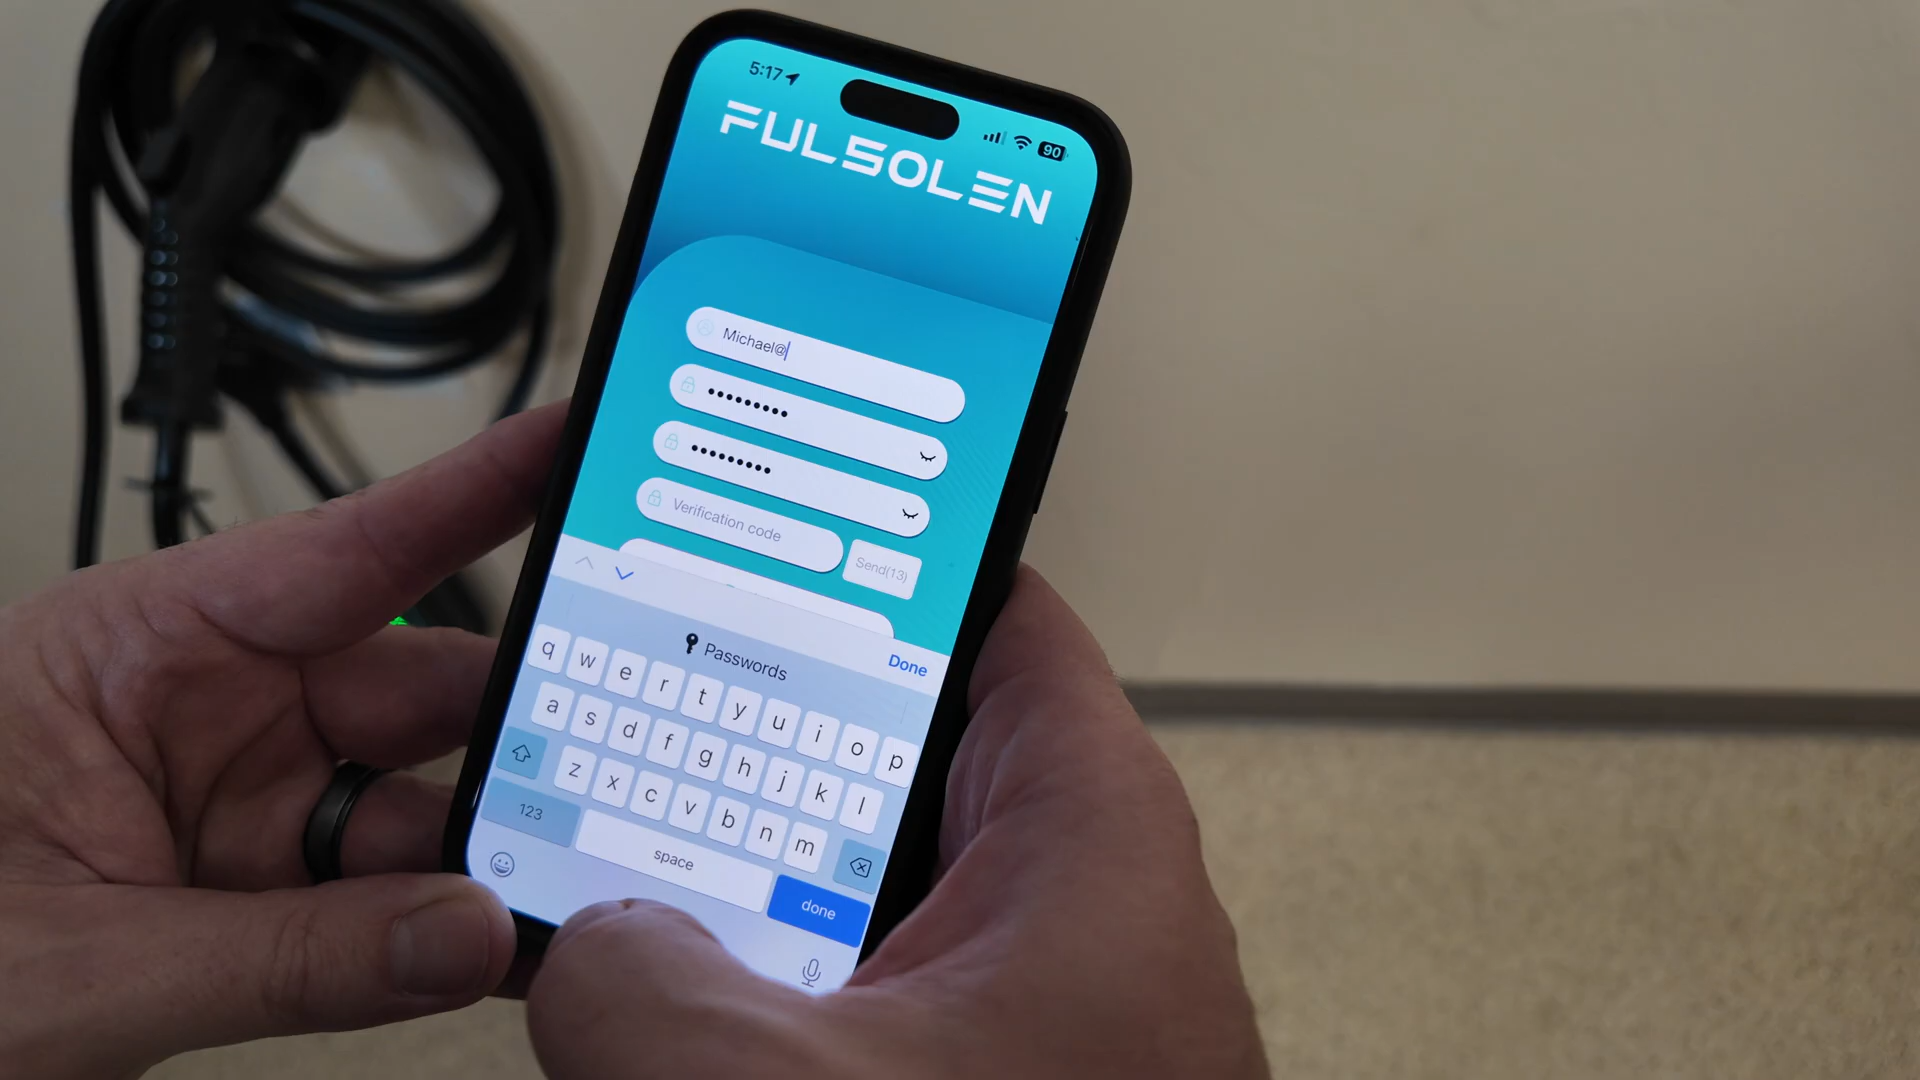 5:17
90
FULSOLEN
Michael@
•••••••••
•••••••••
Verification code
Send(13)
Passwords
Done
q w e r t y u i o p
a s d f g h j k l
z x c v b n m
123
space
done